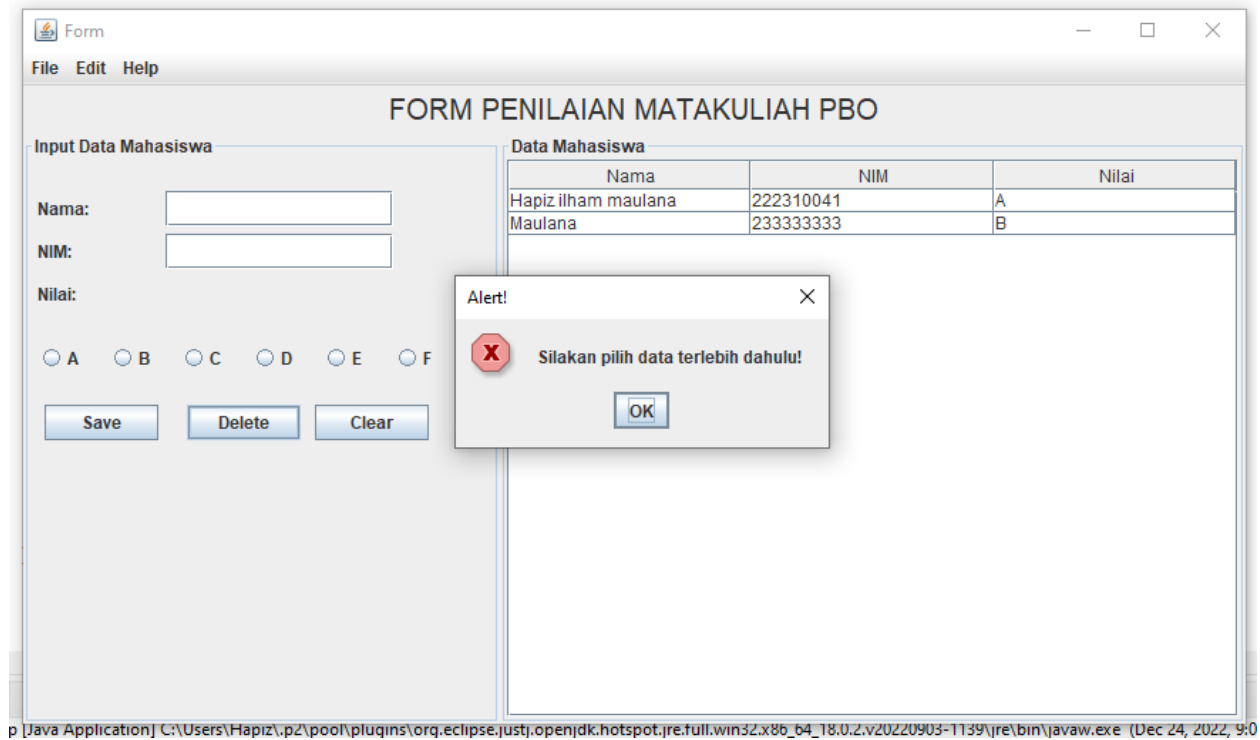 Form
File Edit Help
FORM PENILAIAN MATAKULIAH PBO
Input Data Mahasiswa
Nama:
NIM:
Nilai:
A B C D E F
Save Delete Clear
Data Mahasiswa
Nama NIM Nilai
Hapiz ilham maulana 222310041 A
Maulana 233333333 B
Alert!
X Silakan pilih data terlebih dahulu!
OK
p [Java Application] C:\Users\Hapiz\.p2\pool\plugins\org.eclipse.justj.openjdk.hotspot.jre.full.win32.x86_64_18.0.2.v20220903-1139\jre\bin\javaw.exe (Dec 24, 2022, 9:0